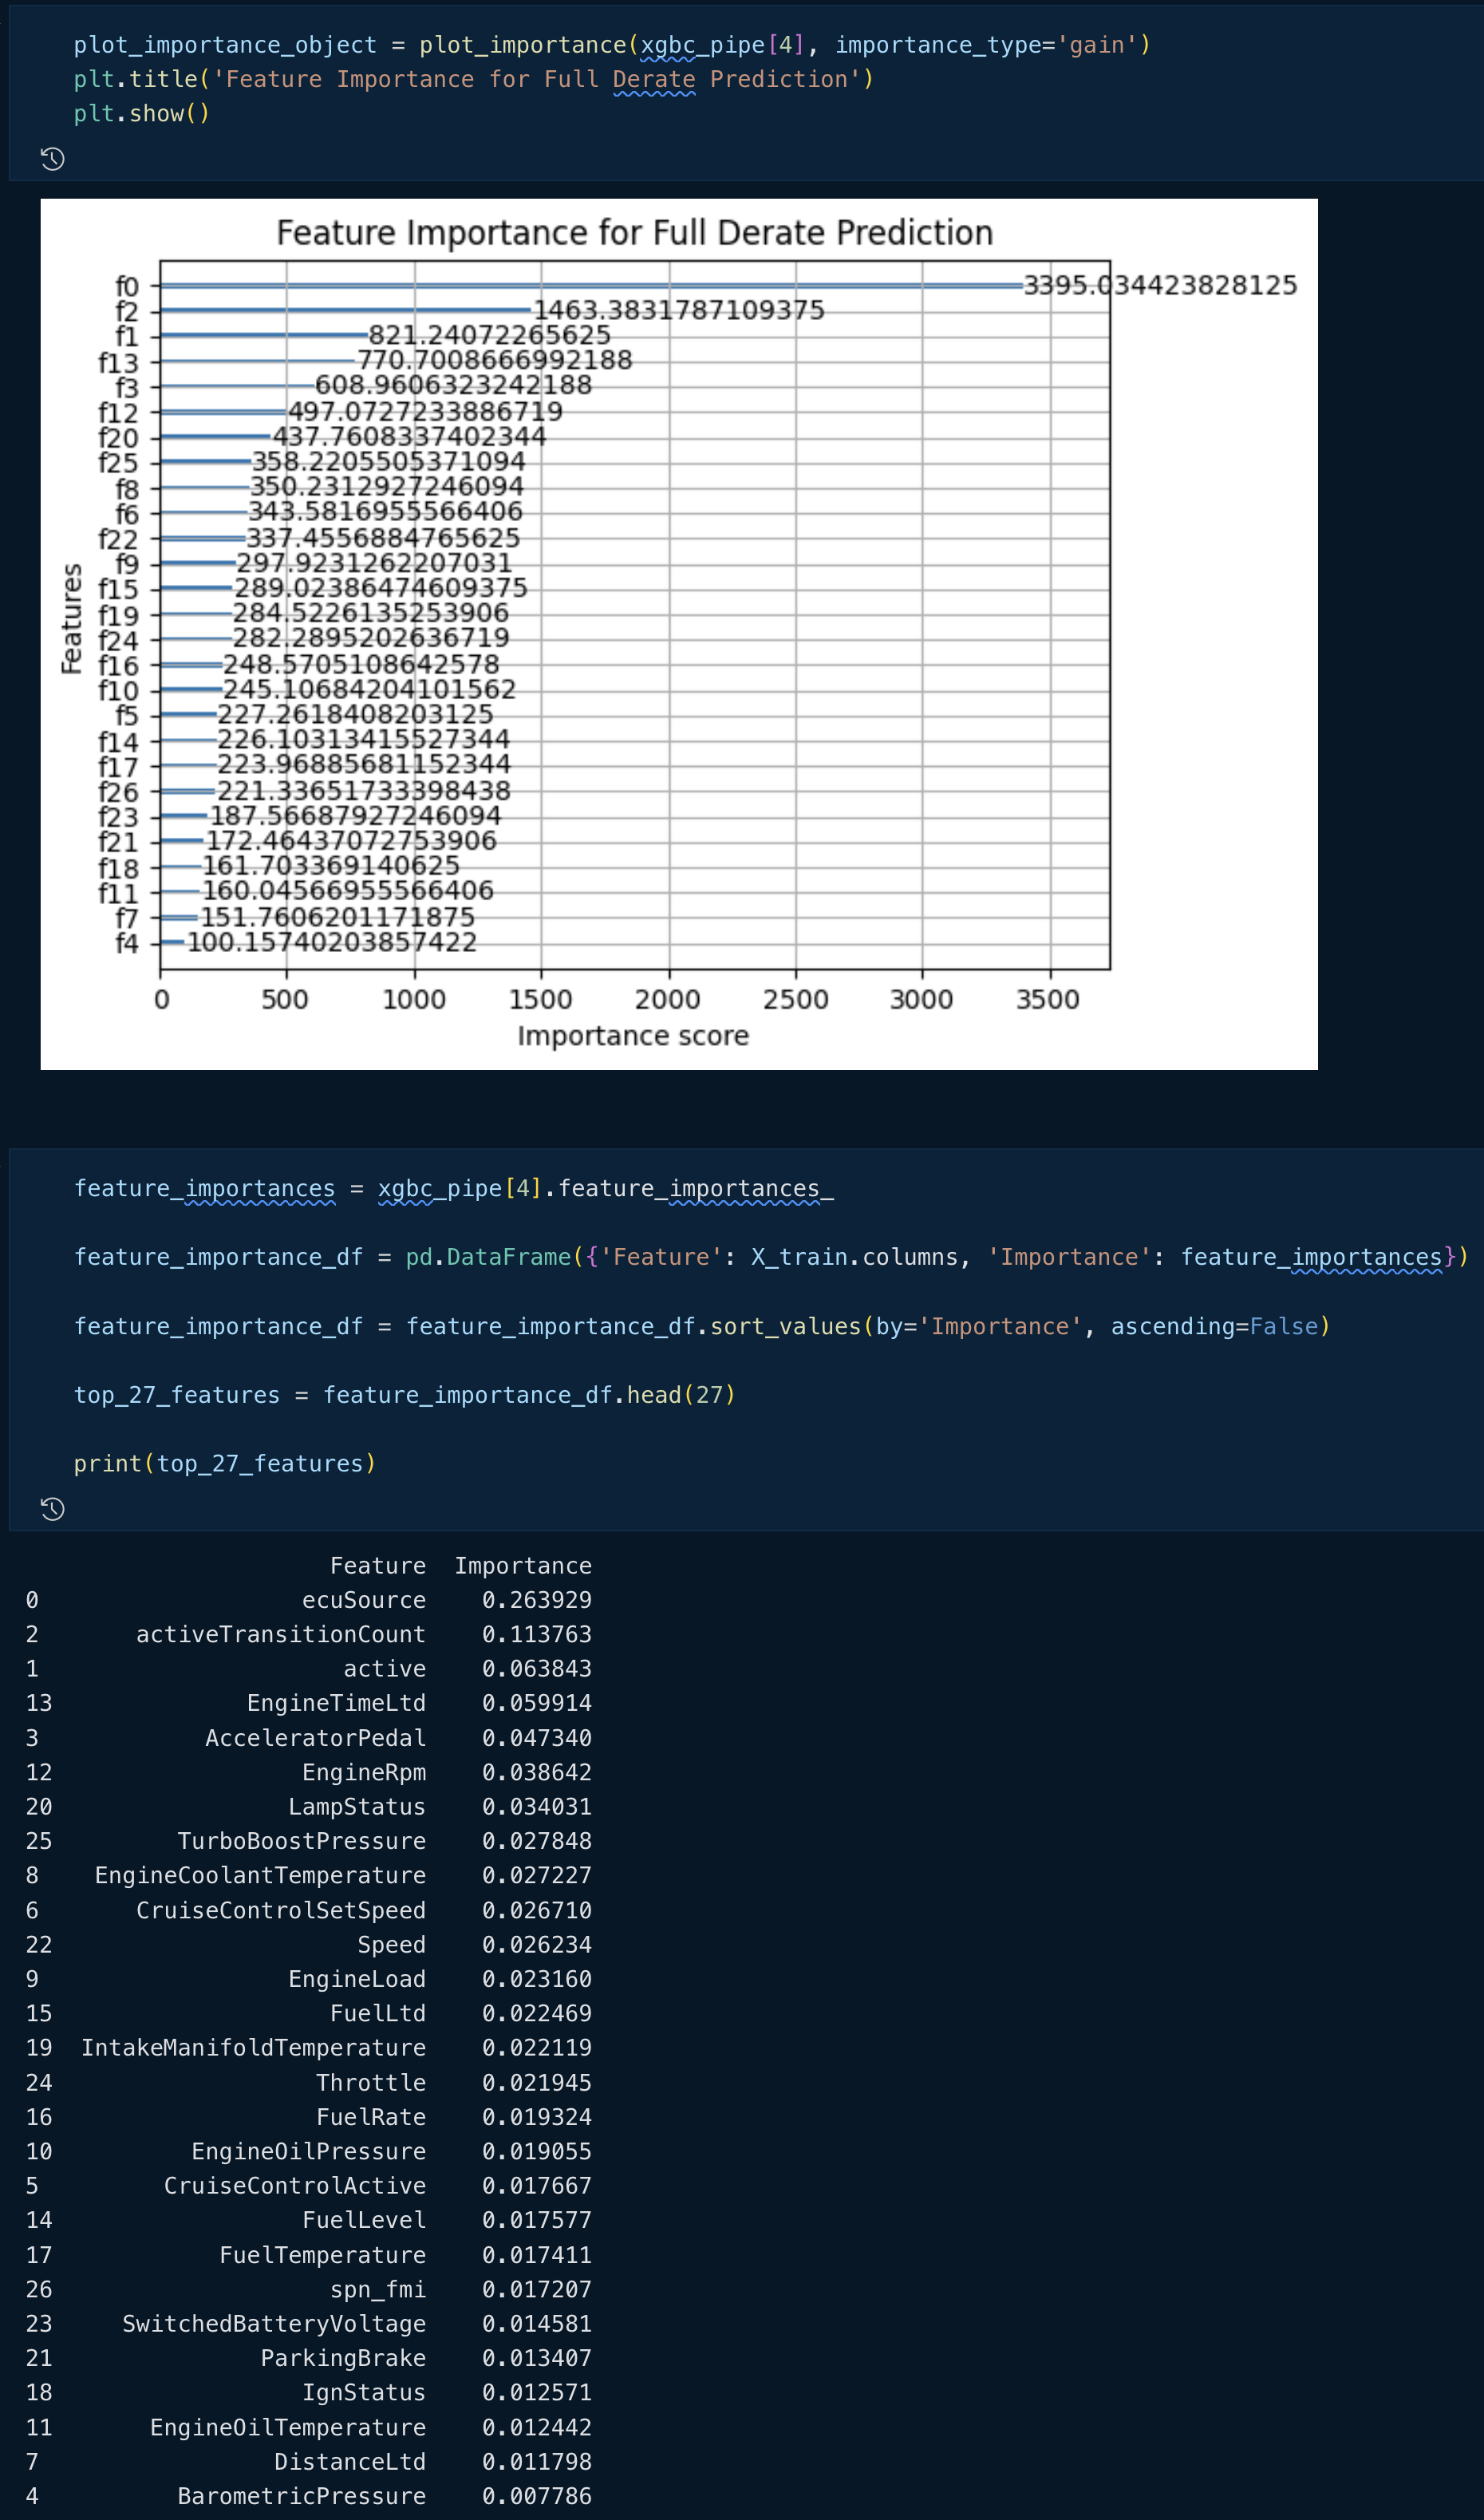 plot_importance_object = plot_importance(xgbc_pipe[4], importance_type='gain')
plt.title('Feature Importance for Full Derate Prediction')
plt.show()
Feature Importance for Full Derate Prediction
f0 3395.034423828125
f2 1463.3831787109375
f1 821.24072265625
f13 770.7008666992188
f3 608.9606323242188
f12 497.0727233886719
f20 437.7608337402344
f25 358.2205505371094
f8 350.2312927246094
f6 343.5816955566406
f22 337.4556884765625
f9 297.9231262207031
f15 289.02386474609375
f19 284.5226135253906
f24 282.2895202636719
f16 248.5705108642578
f10 245.10684204101562
f5 227.2618408203125
f14 226.10313415527344
f17 223.96885681152344
f26 221.33651733398438
f23 187.56687927246094
f21 172.46437072753906
f18 161.703369140625
f11 160.04566955566406
f7 151.7606201171875
f4 100.15740203857422
Features
0 500 1000 1500 2000 2500 3000 3500
Importance score
feature_importances = xgbc_pipe[4].feature_importances_
feature_importance_df = pd.DataFrame({'Feature': X_train.columns, 'Importance': feature_importances})
feature_importance_df = feature_importance_df.sort_values(by='Importance', ascending=False)
top_27_features = feature_importance_df.head(27)
print(top_27_features)
Feature Importance
0 ecuSource 0.263929
2 activeTransitionCount 0.113763
1 active 0.063843
13 EngineTimeLtd 0.059914
3 AcceleratorPedal 0.047340
12 EngineRpm 0.038642
20 LampStatus 0.034031
25 TurboBoostPressure 0.027848
8 EngineCoolantTemperature 0.027227
6 CruiseControlSetSpeed 0.026710
22 Speed 0.026234
9 EngineLoad 0.023160
15 FuelLtd 0.022469
19 IntakeManifoldTemperature 0.022119
24 Throttle 0.021945
16 FuelRate 0.019324
10 EngineOilPressure 0.019055
5 CruiseControlActive 0.017667
14 FuelLevel 0.017577
17 FuelTemperature 0.017411
26 spn_fmi 0.017207
23 SwitchedBatteryVoltage 0.014581
21 ParkingBrake 0.013407
18 IgnStatus 0.012571
11 EngineOilTemperature 0.012442
7 DistanceLtd 0.011798
4 BarometricPressure 0.007786